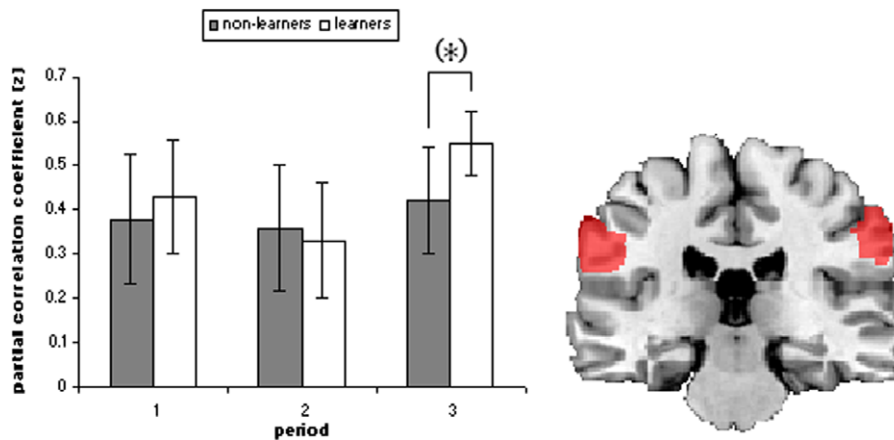 non-learners learners
(*)
partial correlation coefficient (z)
0.7
0.6
0.5
0.4
0.3
0.2
0.1
0
1 2 3
period